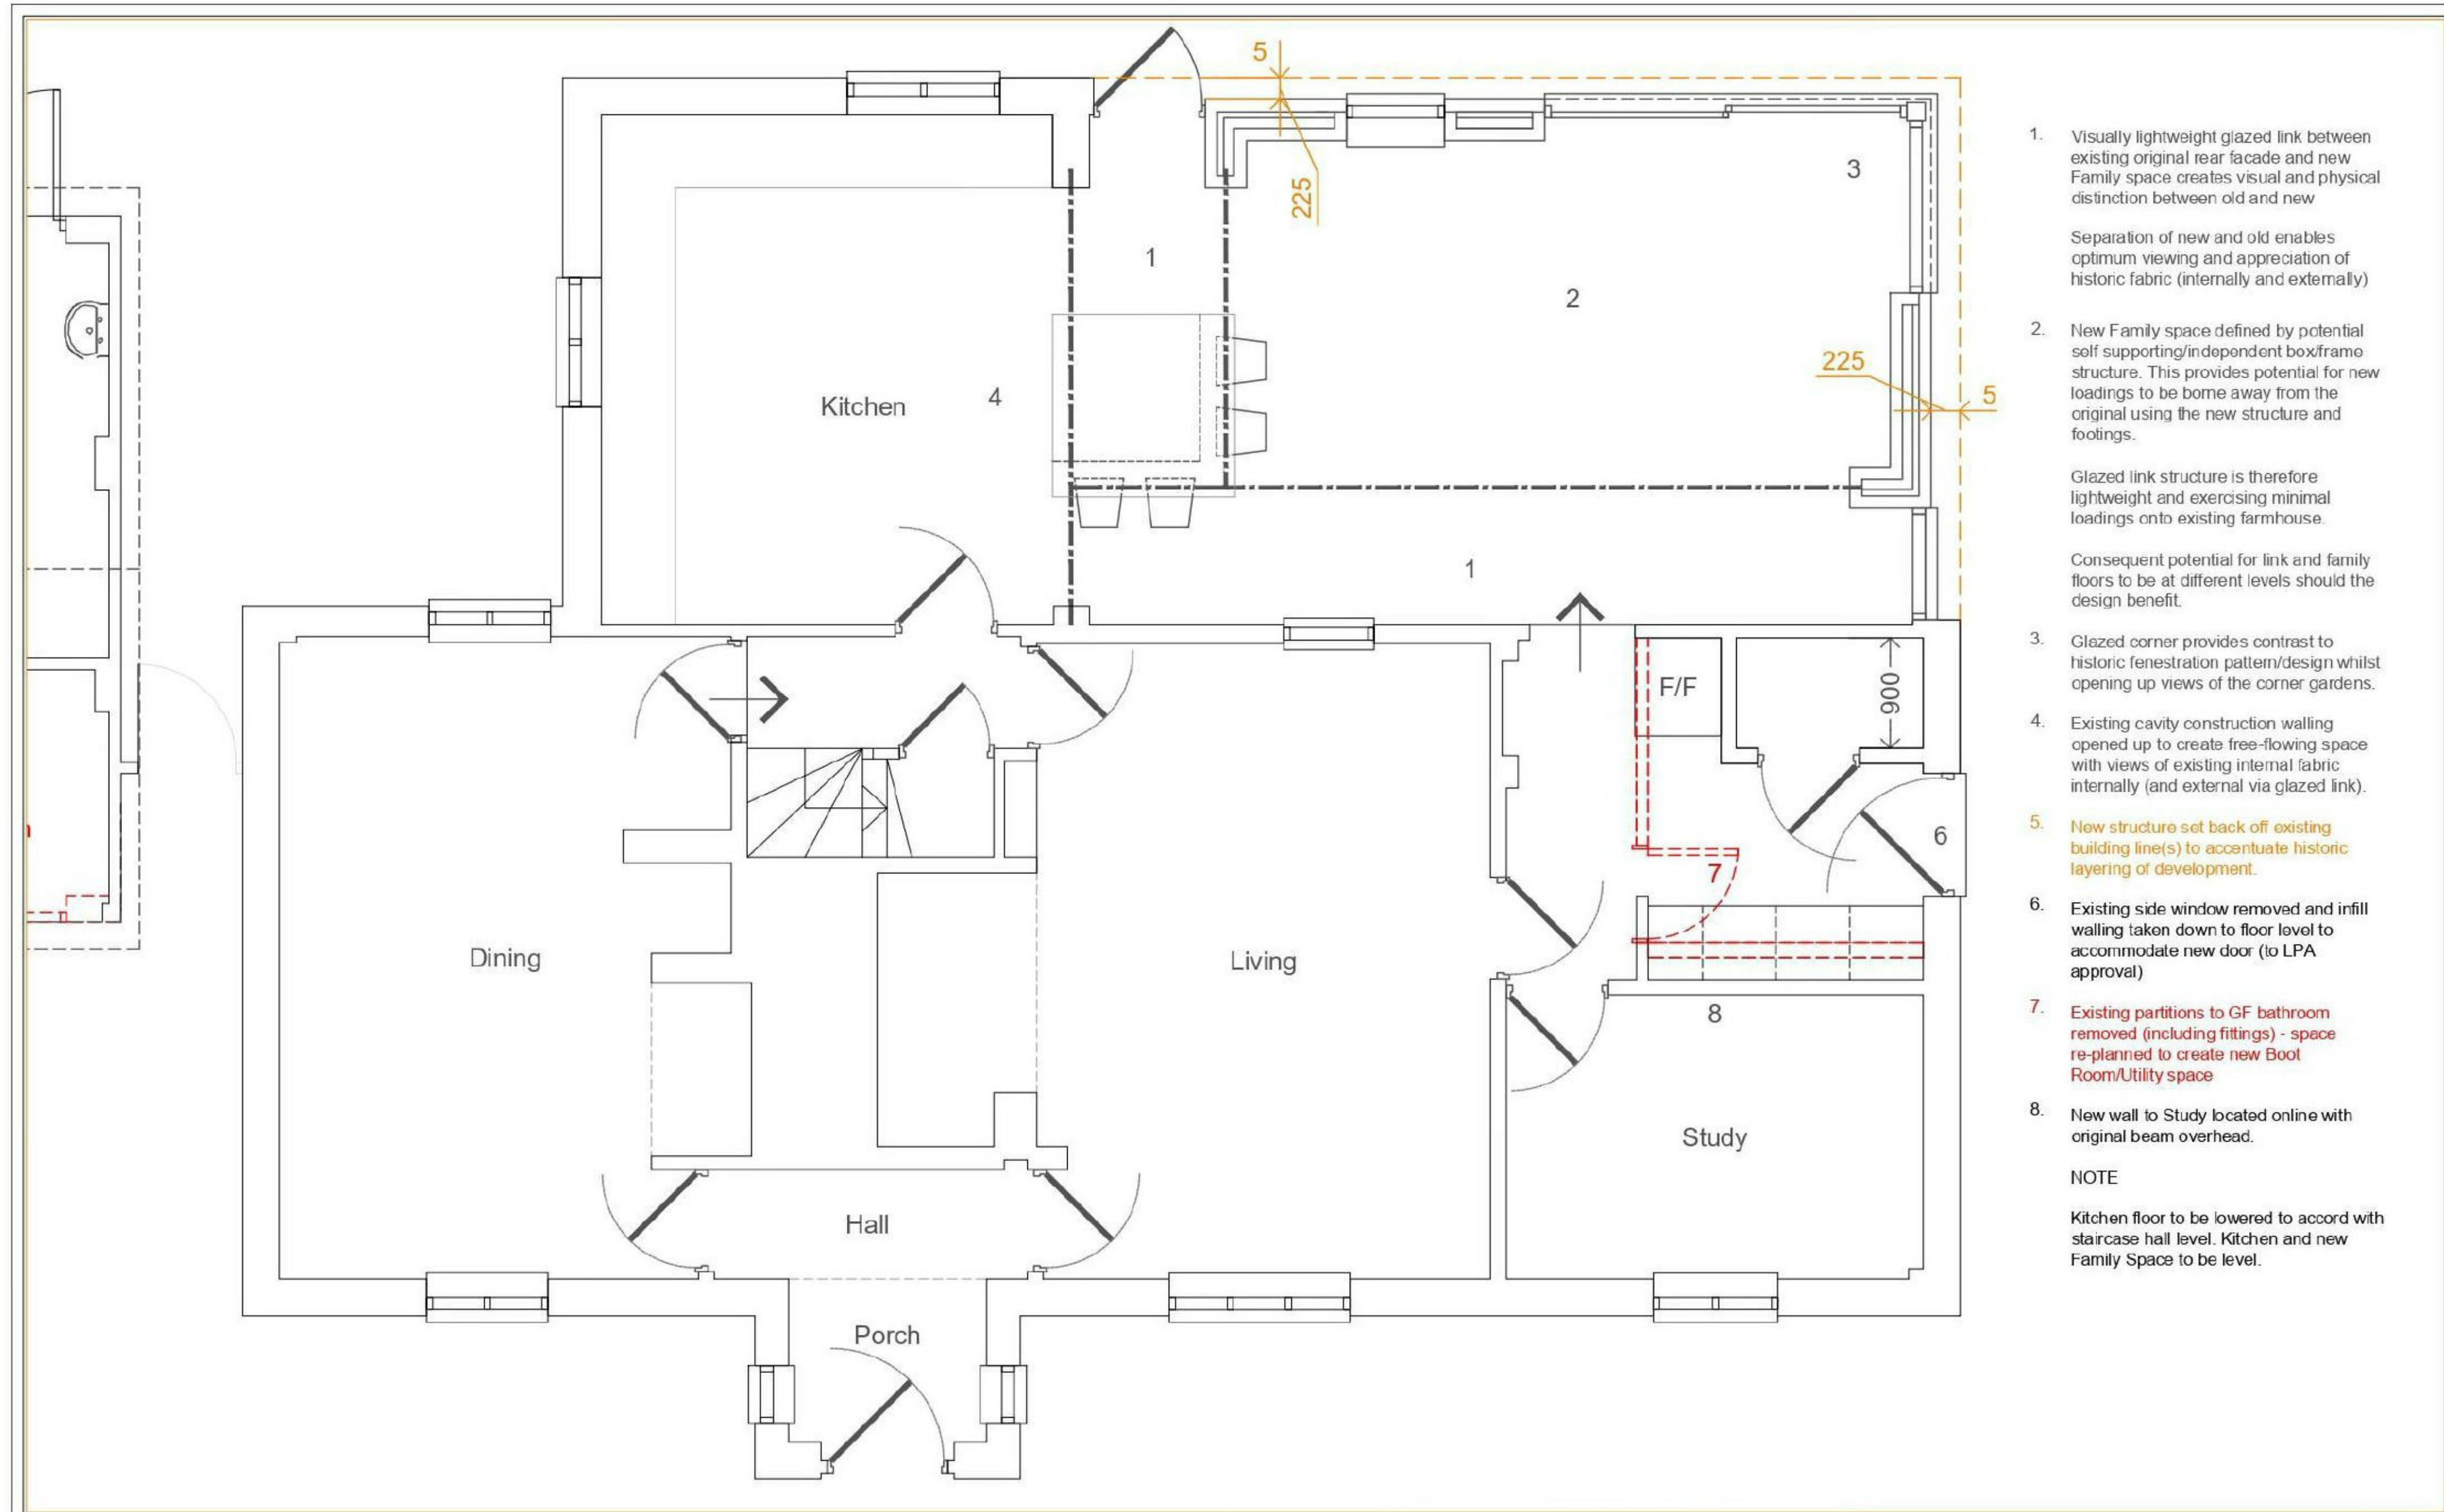 5
225
3
1
2
225
5
Kitchen
4
1
F/F
900
6
7
Dining
Living
8
Study
Hall
Porch
1. Visually lightweight glazed link between
existing original rear facade and new
Family space creates visual and physical
distinction between old and new
Separation of new and old enables
optimum viewing and appreciation of
historic fabric (internally and externally)
2. New Family space defined by potential
self supporting/independent box/frame
structure. This provides potential for new
loadings to be borne away from the
original using the new structure and
footings.
Glazed link structure is therefore
lightweight and exercising minimal
loadings onto existing farmhouse.
Consequent potential for link and family
floors to be at different levels should the
design benefit.
3. Glazed corner provides contrast to
historic fenestration pattern/design whilst
opening up views of the corner gardens.
4. Existing cavity construction walling
opened up to create free-flowing space
with views of existing internal fabric
internally (and external via glazed link).
5. New structure set back off existing
building line(s) to accentuate historic
layering of development.
6. Existing side window removed and infill
walling taken down to floor level to
accommodate new door (to LPA
approval)
7. Existing partitions to GF bathroom
removed (including fittings) - space
re-planned to create new Boot
Room/Utility space
8. New wall to Study located online with
original beam overhead.
NOTE
Kitchen floor to be lowered to accord with
staircase hall level. Kitchen and new
Family Space to be level.